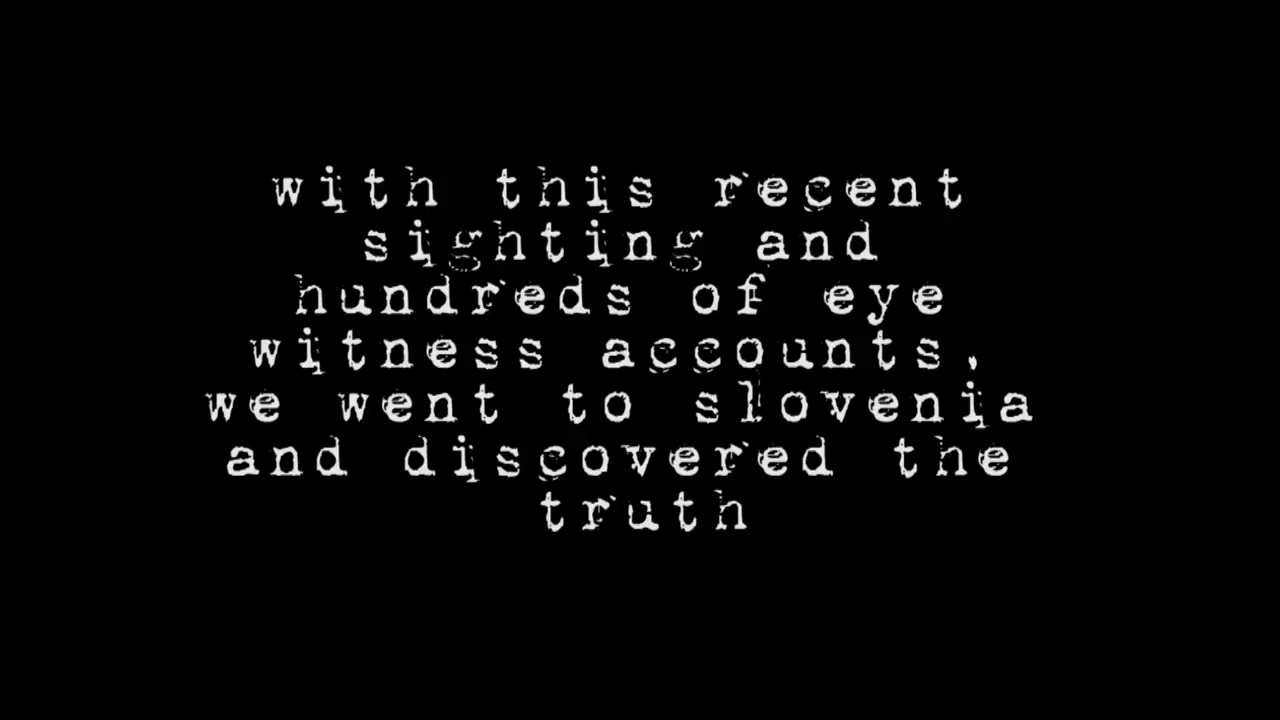 with this recent
sighting and
hundreds of eye
witness accounts,
we went to slovenia
and discovered the
truth